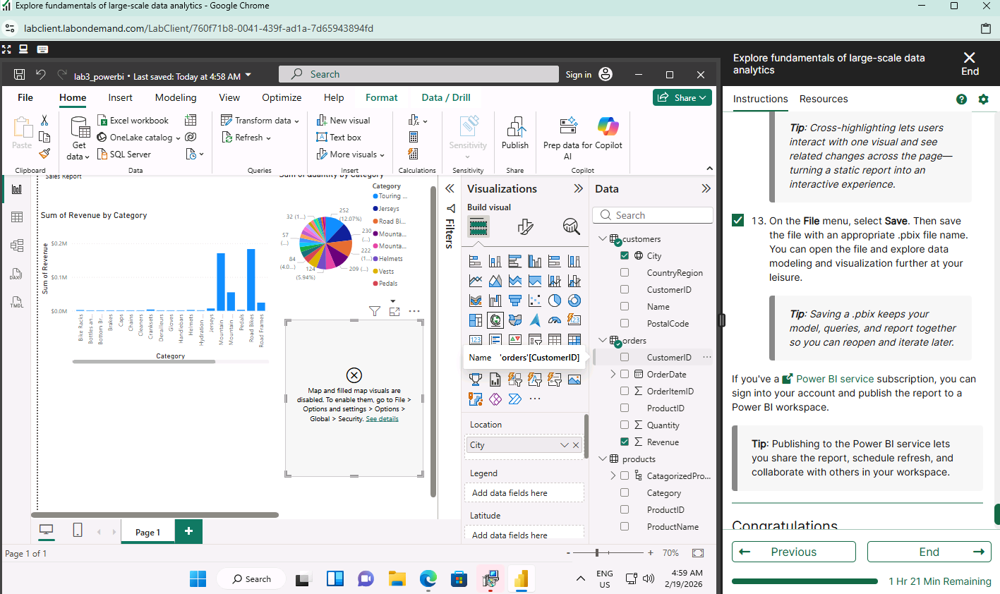 Explore fundamentals of large-scale data analytics - Google Chrome
labclient.labondemand.com/LabClient/760f71b8-0041-439f-ad1a-7d65943894fd
lab3_powerbi • Last saved: Today at 4:58 AM
Search
Sign in
File
Home
Insert
Modeling
View
Optimize
Help
Format
Data / Drill
Share
Paste
Clipboard
Get
data
Excel workbook
OneLake catalog
SQL Server
Data
Transform data
Refresh
Queries
New visual
Text box
More visuals
Insert
Calculations
Sensitivity
Sensitivity
Publish
Share
Prep data for
AI
Copilot
Copilot
Sales Report
Sum of Revenue by Category
Sum of Revenue
$0.2M
$0.1M
$0.0M
Bike Racks
Bottles an...
Bottom Br...
Brakes
Caps
Chains
Cleaners
Cranksets
Derailleurs
Gloves
Handlebars
Helmets
Hydration ...
Jerseys
Mountain ...
Mountain ...
Pedals
Road Bikes
Road Frames
Category
Sum of Quantity by Category
32 (1...)
57
(...)
84
(4.0...)
124
(5.94%)
252
(12.07%)
230
(...)
222
(1...)
209 (...)
Category
Touring ...
Jerseys
Road Bi...
Mounta...
Mounta...
Helmets
Vests
Pedals
Map and filled map visuals are
disabled. To enable them, go to File >
Options and settings > Options >
Global > Security. See details
Filters
Visualizations
Build visual
123
123
Name 'orders'[CustomerID]
Location
City
Legend
Add data fields here
Latitude
Add data fields here
Data
Search
customers
City
CountryRegion
CustomerID
Name
PostalCode
orders
CustomerID
OrderDate
OrderItemID
ProductID
Quantity
Revenue
products
CatagorizedPro...
Category
ProductID
ProductName
DAX
TMDL
Page 1
Page 1 of 1
- + 70%
Search
ENG
US
4:59 AM
2/19/2026
Explore fundamentals of large-scale data
analytics
End
Instructions
Resources
Tip: Cross-highlighting lets users
interact with one visual and see
related changes across the page—
turning a static report into an
interactive experience.
13. On the File menu, select Save. Then save
the file with an appropriate .pbix file name.
You can open the file and explore data
modeling and visualization further at your
leisure.
Tip: Saving a .pbix keeps your
model, queries, and report together
so you can reopen and iterate later.
If you've a Power BI service subscription, you can
sign into your account and publish the report to a
Power BI workspace.
Tip: Publishing to the Power BI service lets
you share the report, schedule refresh, and
collaborate with others in your workspace.
Congratulations
Previous
End
1 Hr 21 Min Remaining